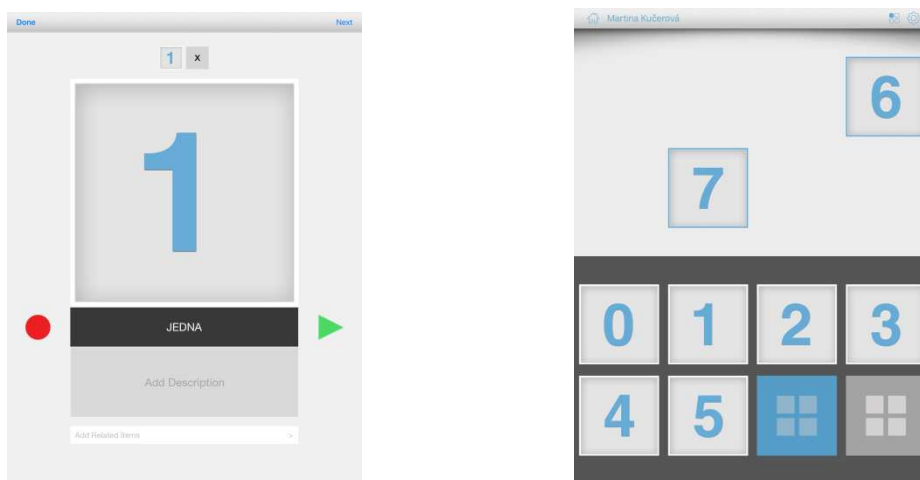 Done Next
1 x
1
JEDNA
Add Description
Add Related Items >
Martina Kučerová
6
7
0 1 2 3
4 5